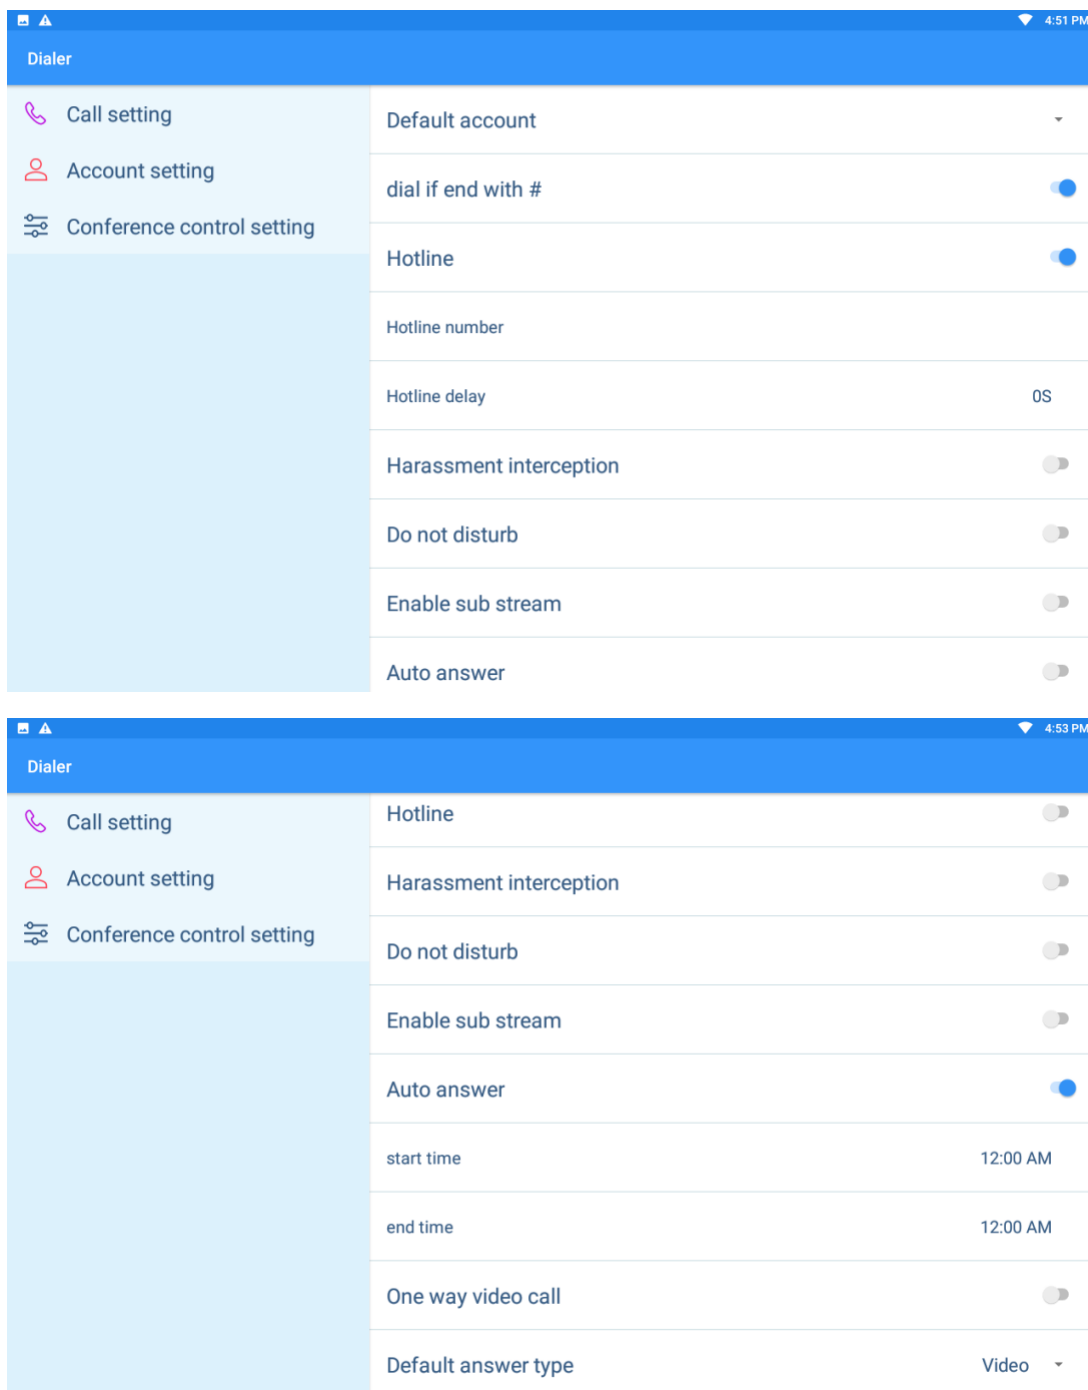 4:51 PM
Dialer
Call setting
Account setting
Conference control setting
Default account
dial if end with #
Hotline
Hotline number
Hotline delay 0S
Harassment interception
Do not disturb
Enable sub stream
Auto answer
4:53 PM
Dialer
Call setting
Account setting
Conference control setting
Hotline
Harassment interception
Do not disturb
Enable sub stream
Auto answer
start time 12:00 AM
end time 12:00 AM
One way video call
Default answer type Video